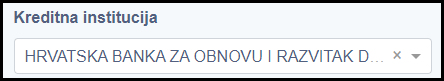 Kreditna institucija
HRVATSKA BANKA ZA OBNOVU I RAZVITAK D...